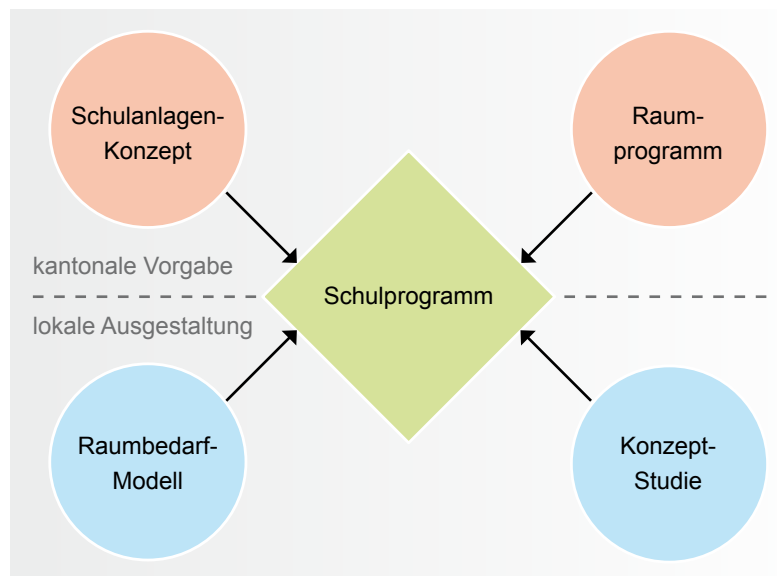 Schulanlagen-
Konzept
Raum-
programm
kantonale Vorgabe
Schulprogramm
lokale Ausgestaltung
Raumbedarf-
Modell
Konzept-
Studie